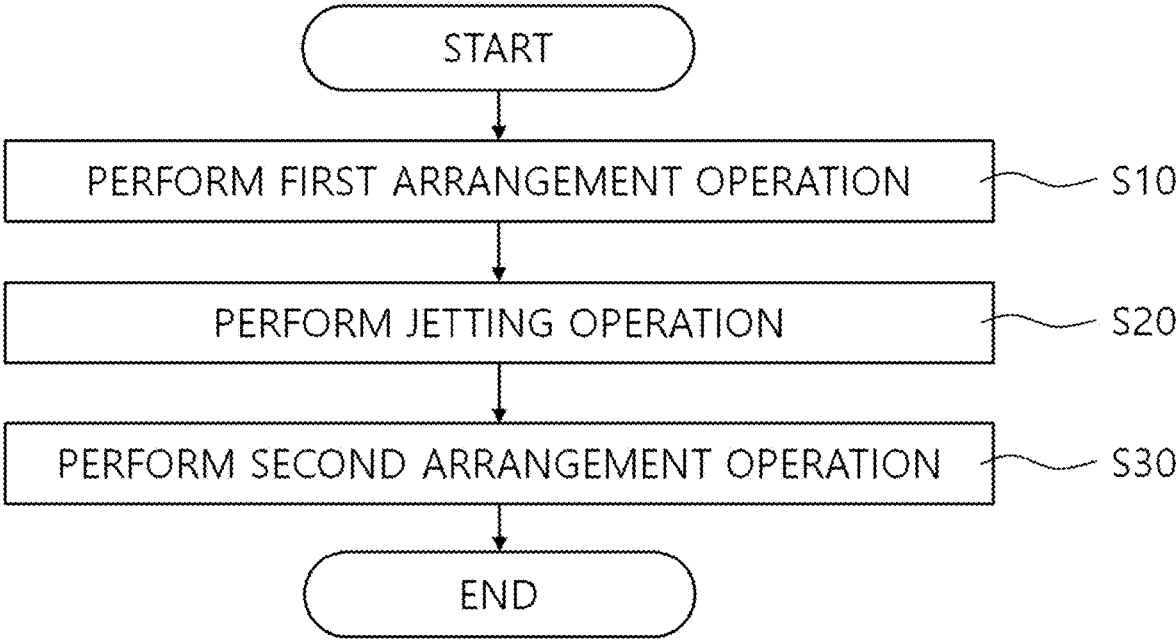 START
PERFORM FIRST ARRANGEMENT OPERATION
S10
PERFORM JETTING OPERATION
S20
PERFORM SECOND ARRANGEMENT OPERATION
S30
END